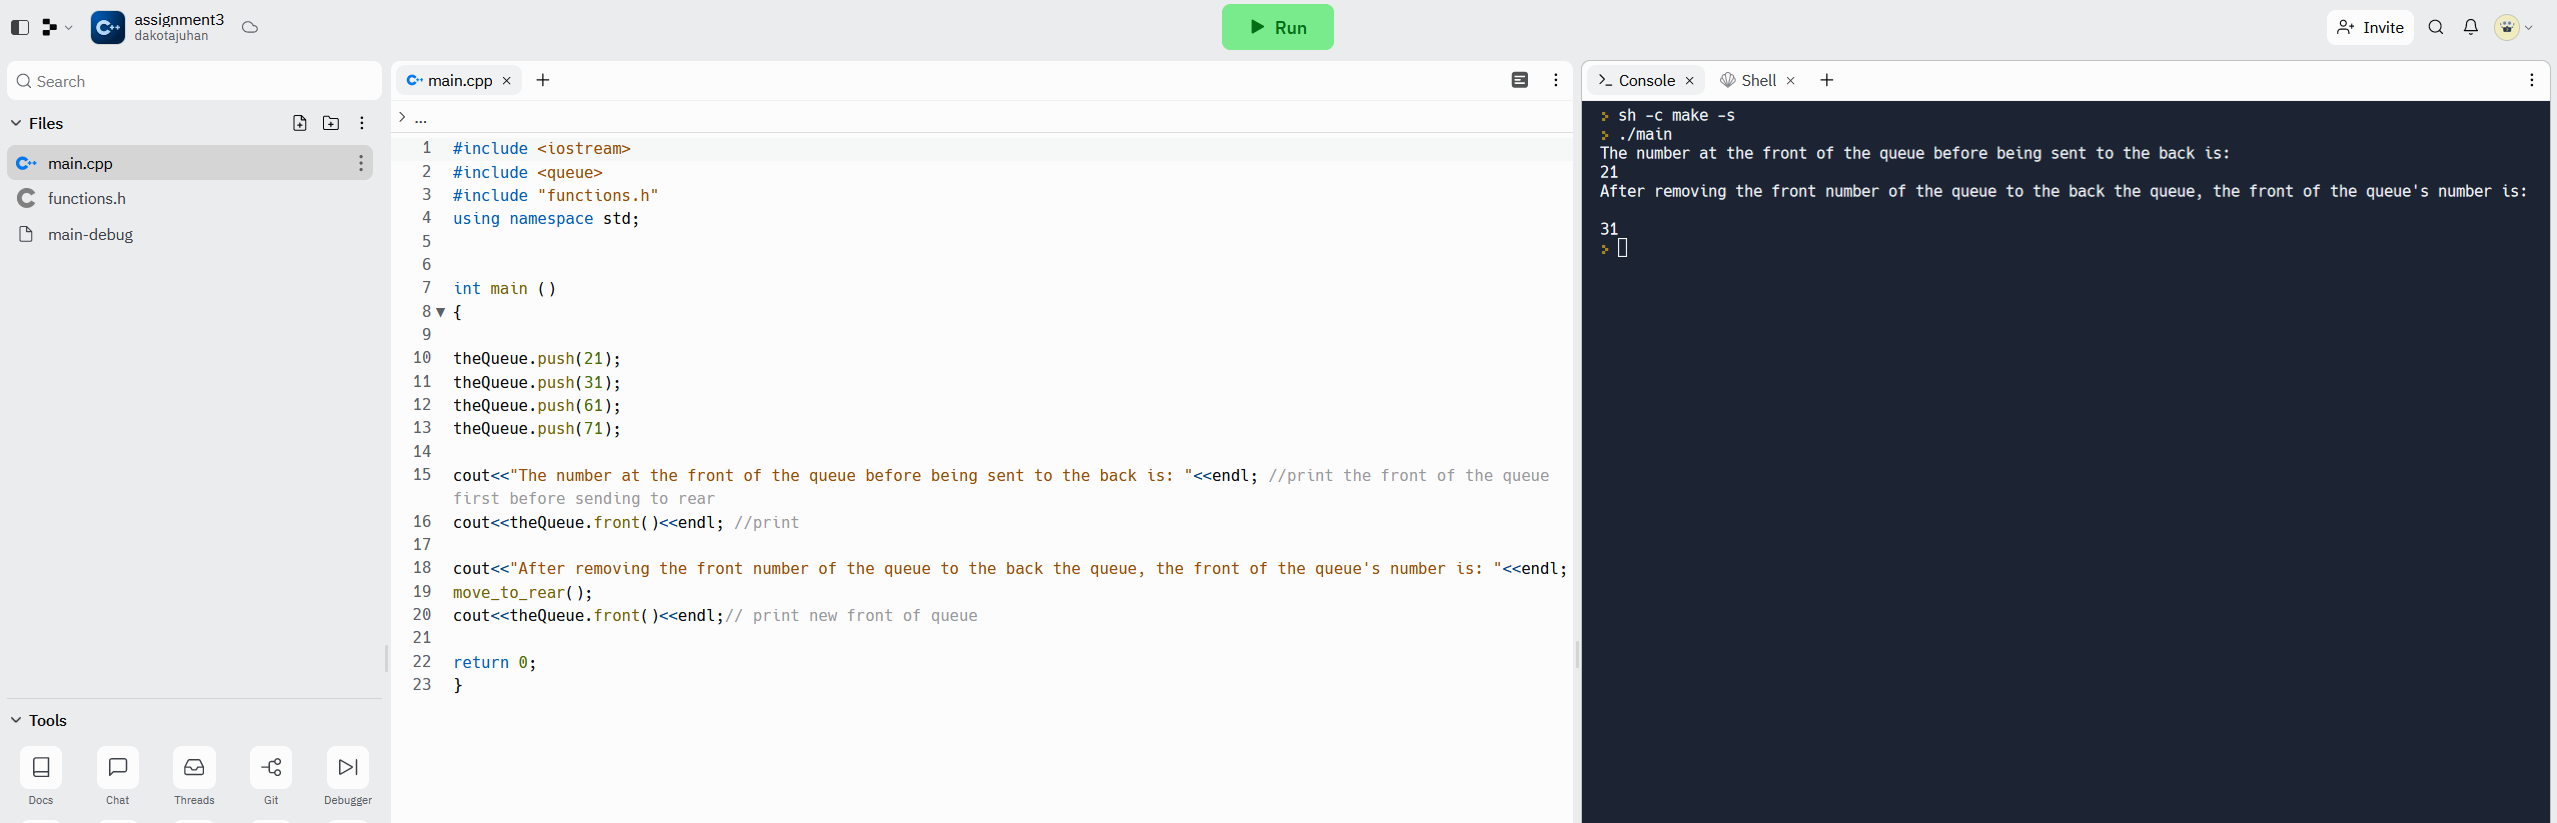 assignment3
dakotajuhan
Run
Invite
Search
Files
main.cpp
functions.h
main-debug
Tools
Docs
Chat
Threads
Git
Debugger
main.cpp
...
1 #include <iostream>
2 #include <queue>
3 #include "functions.h"
4 using namespace std;
5
6
7 int main ()
8 {
9
10 theQueue.push(21);
11 theQueue.push(31);
12 theQueue.push(61);
13 theQueue.push(71);
14
15 cout<<"The number at the front of the queue before being sent to the back is: "<<endl; //print the front of the queue
first before sending to rear
16 cout<<theQueue.front()<<endl; //print
17
18 cout<<"After removing the front number of the queue to the back the queue, the front of the queue's number is: "<<endl;
19 move_to_rear();
20 cout<<theQueue.front()<<endl;// print new front of queue
21
22 return 0;
23 }
Console
Shell
sh -c make -s
./main
The number at the front of the queue before being sent to the back is:
21
After removing the front number of the queue to the back the queue, the front of the queue's number is:
31